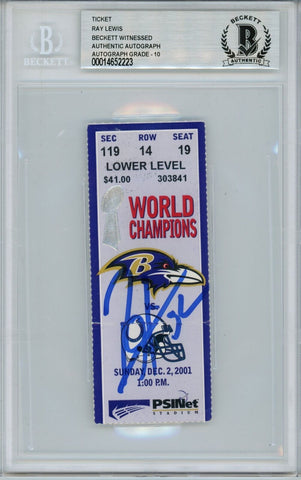 BECKETT
TICKET
RAY LEWIS
BECKETT WITNESSED
AUTHENTIC AUTOGRAPH
AUTOGRAPH GRADE - 10
00014652223
BECKETT
SEC ROW SEAT
119 14 19
LOWER LEVEL
$41.00 303841
WORLD
CHAMPIONS
B
VS.
SUNDAY, DEC. 2, 2001
1:00 P.M.
PSINet
STADIUM